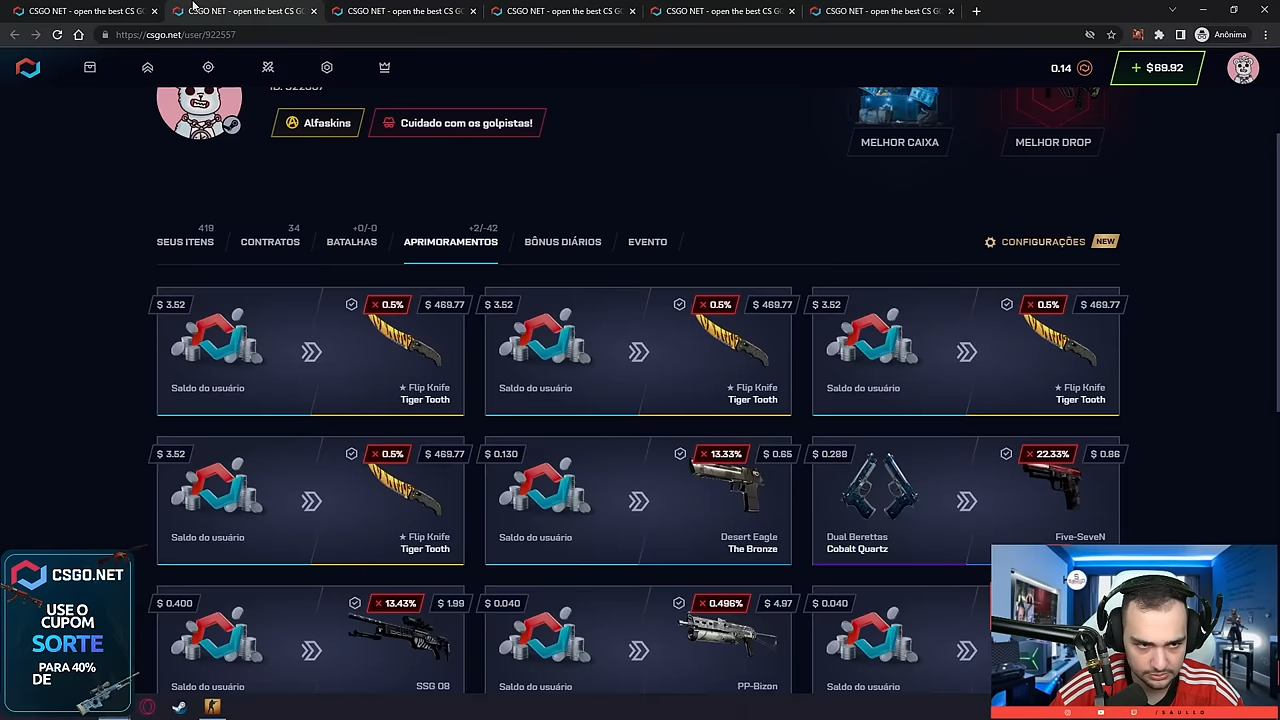 CSGO NET - open the best CS G
CSGO NET - open the best CS G
CSGO NET - open the best CS G
CSGO NET - open the best CS G
CSGO NET - open the best CS G
CSGO NET - open the best CS G
https://csgo.net/user/922557
Anônima
0.14
+ $69.92
Alfaskins
Cuidado com os golpistas!
MELHOR CAIXA
MELHOR DROP
419
SEUS ITENS
34
CONTRATOS
+0/-0
BATALHAS
+2/-42
APRIMORAMENTOS
BÔNUS DIÁRIOS
EVENTO
CONFIGURAÇÕES NEW
$ 3.52
× 0.5%
$ 469.77
Saldo do usuário
★ Flip Knife
Tiger Tooth
$ 3.52
× 0.5%
$ 469.77
Saldo do usuário
★ Flip Knife
Tiger Tooth
$ 3.52
× 0.5%
$ 469.77
Saldo do usuário
★ Flip Knife
Tiger Tooth
$ 3.52
× 0.5%
$ 469.77
Saldo do usuário
★ Flip Knife
Tiger Tooth
$ 0.130
× 13.33%
$ 0.65
Saldo do usuário
Desert Eagle
The Bronze
$ 0.288
× 22.33%
$ 0.86
Dual Berettas
Cobalt Quartz
Five-SeveN
$ 0.400
× 13.43%
$ 1.99
Saldo do usuário
SSG 08
$ 0.040
× 0.496%
$ 4.97
Saldo do usuário
PP-Bizon
$ 0.040
Saldo do usuário
CSGO.NET
USE O
CUPOM
SORTE
PARA 40%
DE
/SAULLO